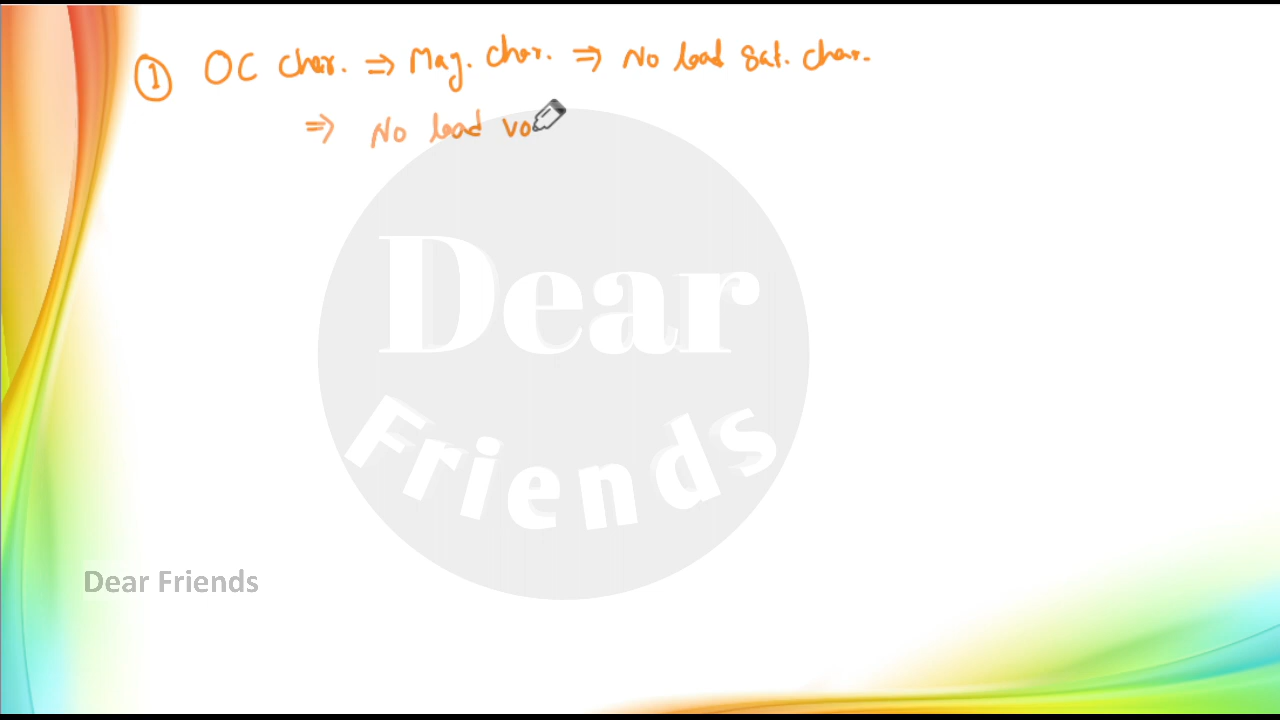 ① OC char. ⇒ Mag. char. ⇒ No load sat. char.
⇒ No load vo
Dear
Friends
Dear Friends